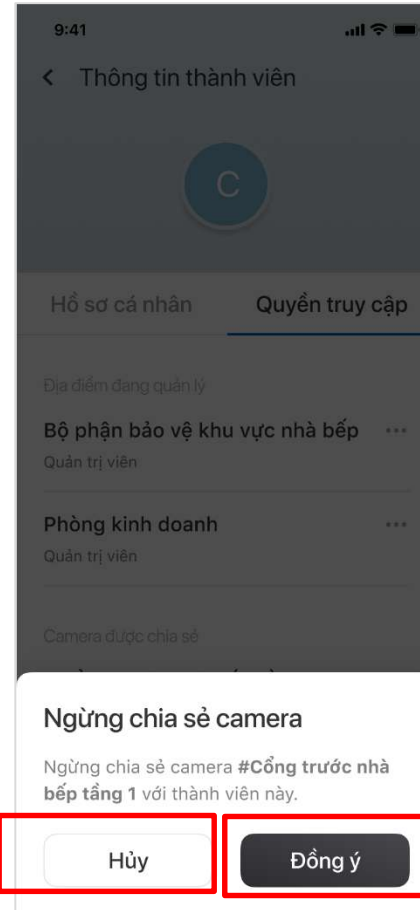 9:41
Thông tin thành viên
C
Hồ sơ cá nhân Quyền truy cập
Địa điểm đang quản lý
Bộ phận bảo vệ khu vực nhà bếp
Quản trị viên
Phòng kinh doanh
Quản trị viên
Camera được chia sẻ
Ngừng chia sẻ camera
Ngừng chia sẻ camera #Cổng trước nhà
bếp tầng 1 với thành viên này.
Hủy Đồng ý